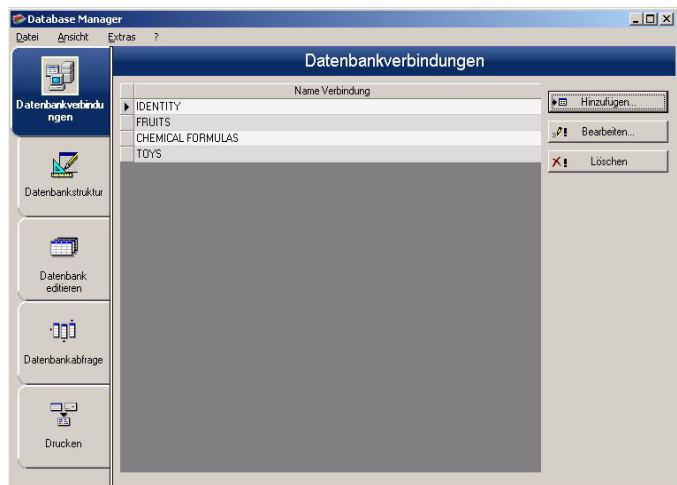 Database Manager
Datei Ansicht Extras ?
Datenbankverbindungen
Datenbankverbindu
ngen
Datenbankstruktur
Datenbank
editieren
Datenbankabfrage
Drucken
Name Verbindung
IDENTITY
FRUITS
CHEMICAL FORMULAS
TOYS
Hinzufügen...
Bearbeiten...
Löschen